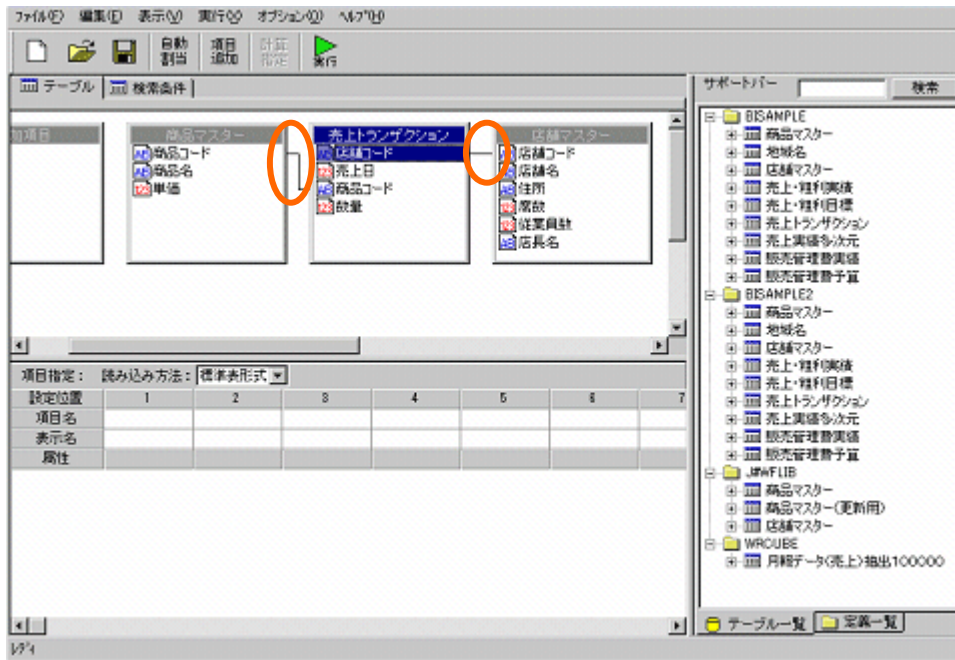 ファイル(F) 編集(E) 表示(V) 実行(X) オプション(O) ヘルプ(H)
自動割当 項目追加 計算指定 実行
テーブル 検索条件
加項目
商品マスター
商品コード
商品名
単価
売上トランザクション
店舗コード
売上日
商品コード
数量
店舗マスター
店舗コード
店舗名
住所
席数
従業員数
店長名
項目指定: 読み込み方法: 標準表形式
設定位置 1 2 3 4 5 6 7
項目名
表示名
属性
サポートバー 検索
BISAMPLE
商品マスター
地域名
店舗マスター
売上・粗利実績
売上・粗利目標
売上トランザクション
売上実績多次元
販売管理費実績
販売管理費予算
BISAMPLE2
商品マスター
地域名
店舗マスター
売上・粗利実績
売上・粗利目標
売上トランザクション
売上実績多次元
販売管理費実績
販売管理費予算
J#WFLIB
商品マスター
商品マスター(更新用)
店舗マスター
WRCUBE
月報データ(売上)抽出100000
テーブル一覧 定義一覧
レディ